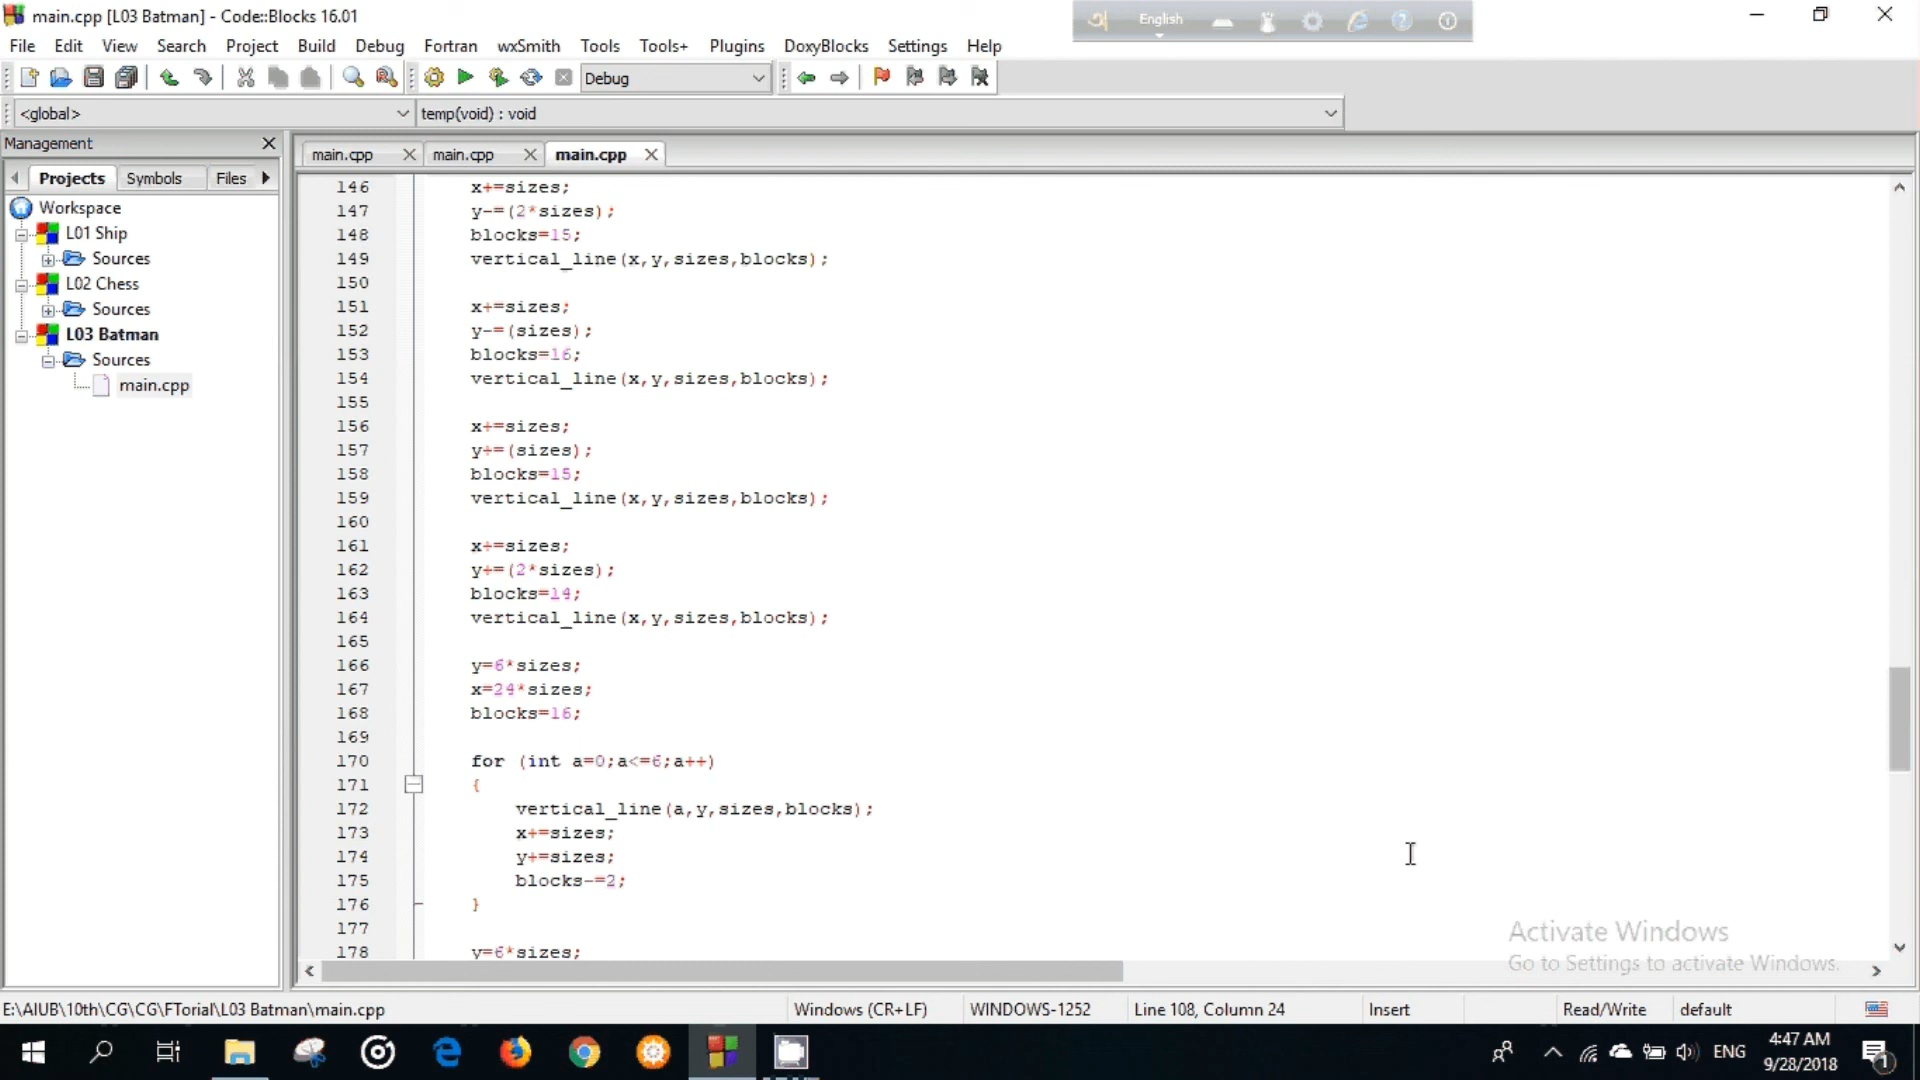 main.cpp [L03 Batman] - Code::Blocks 16.01
English
File Edit View Search Project Build Debug Fortran wxSmith Tools Tools+ Plugins DoxyBlocks Settings Help
Debug
<global> temp(void) : void
Management
Projects Symbols Files
main.cpp main.cpp main.cpp
Workspace
L01 Ship
Sources
L02 Chess
Sources
L03 Batman
Sources
main.cpp
146 x+=sizes;
147 y-=(2*sizes);
148 blocks=15;
149 vertical_line(x,y,sizes,blocks);
150
151 x+=sizes;
152 y-=(sizes);
153 blocks=16;
154 vertical_line(x,y,sizes,blocks);
155
156 x+=sizes;
157 y+=(sizes);
158 blocks=15;
159 vertical_line(x,y,sizes,blocks);
160
161 x+=sizes;
162 y+=(2*sizes);
163 blocks=14;
164 vertical_line(x,y,sizes,blocks);
165
166 y=6*sizes;
167 x=24*sizes;
168 blocks=16;
169
170 for (int a=0;a<=6;a++)
171 {
172 vertical_line(a,y,sizes,blocks);
173 x+=sizes;
174 y+=sizes;
175 blocks-=2;
176 }
177
178 y=6*sizes;
Activate Windows
Go to Settings to activate Windows.
E:\AIUB\10th\CG\CG\FTorial\L03 Batman\main.cpp Windows (CR+LF) WINDOWS-1252 Line 108, Column 24 Insert Read/Write default
ENG
4:47 AM
9/28/2018
1